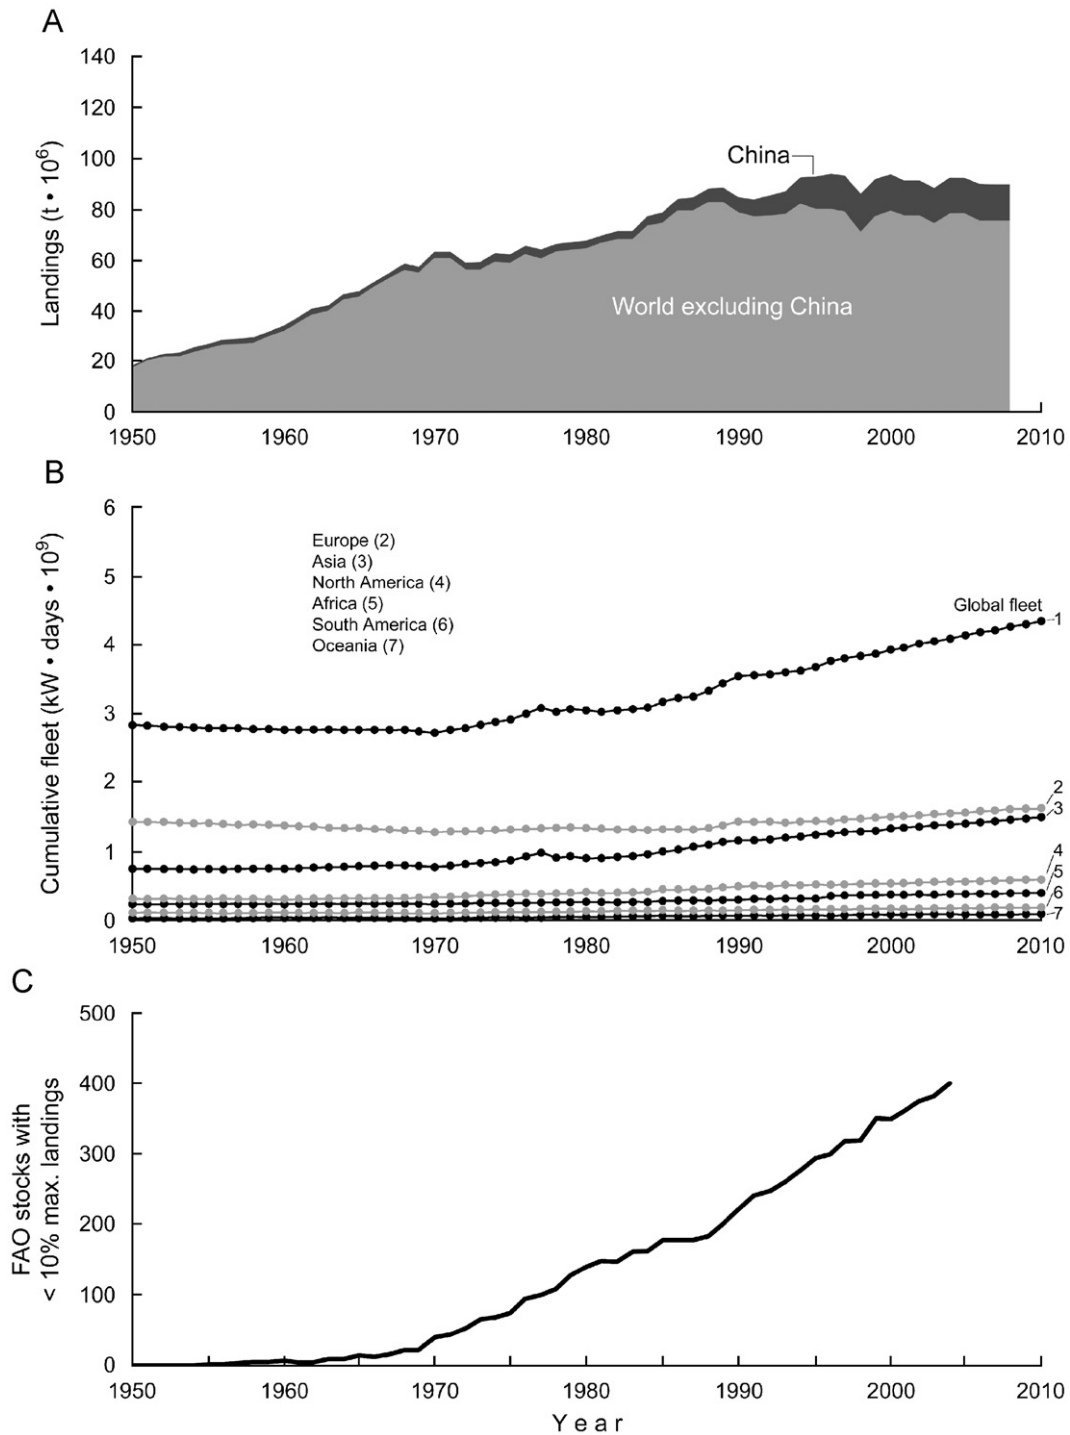 A
140
120
100
80
60
40
20
0
Landings (t • 10⁶)
China
World excluding China
1950 1960 1970 1980 1990 2000 2010
B
6
5
4
3
2
1
0
Cumulative fleet (kW • days • 10⁹)
Europe (2)
Asia (3)
North America (4)
Africa (5)
South America (6)
Oceania (7)
Global fleet
1
2
3
4
5
6
7
1950 1960 1970 1980 1990 2000 2010
C
500
400
300
200
100
0
FAO stocks with
< 10% max. landings
1950 1960 1970 1980 1990 2000 2010
Year